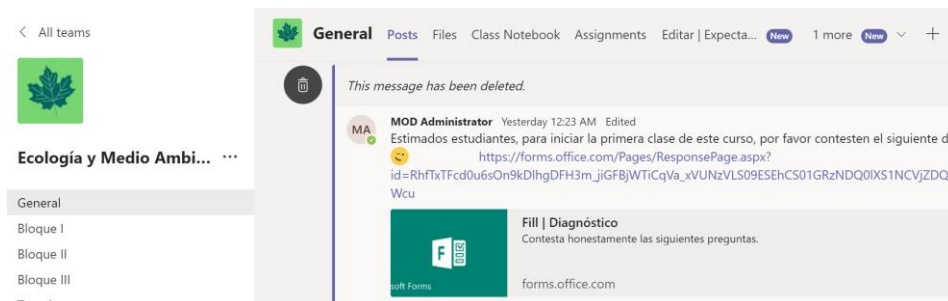 All teams
Ecología y Medio Ambi... ...
General
Bloque I
Bloque II
Bloque III
General Posts Files Class Notebook Assignments Editar | Expecta... New 1 more New
This message has been deleted.
MA
MOD Administrator Yesterday 12:23 AM Edited
Estimados estudiantes, para iniciar la primera clase de este curso, por favor contesten el siguiente d
https://forms.office.com/Pages/ResponsePage.aspx?
id=RhfTxTFcd0u6sOn9kDlhgDFH3m_jiGFBjWTiCqVa_xVUNzVLS09ESEhCS01GRzNDQ0lXS1NCVjZDQ
Wcu
Fill | Diagnóstico
Contesta honestamente las siguientes preguntas.
F
soft Forms
forms.office.com